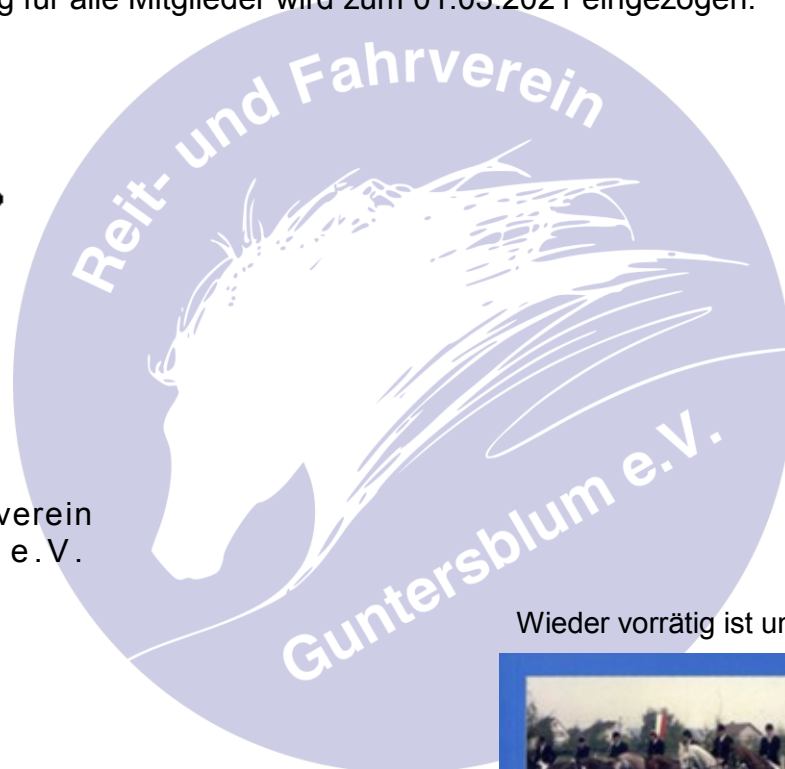 g für alle Mitglieder wird zum 01.03.2021 eingezogen.
Reit- und Fahrverein
verein
e.V.
Guntersblum e.V.
Wieder vorrätig ist un